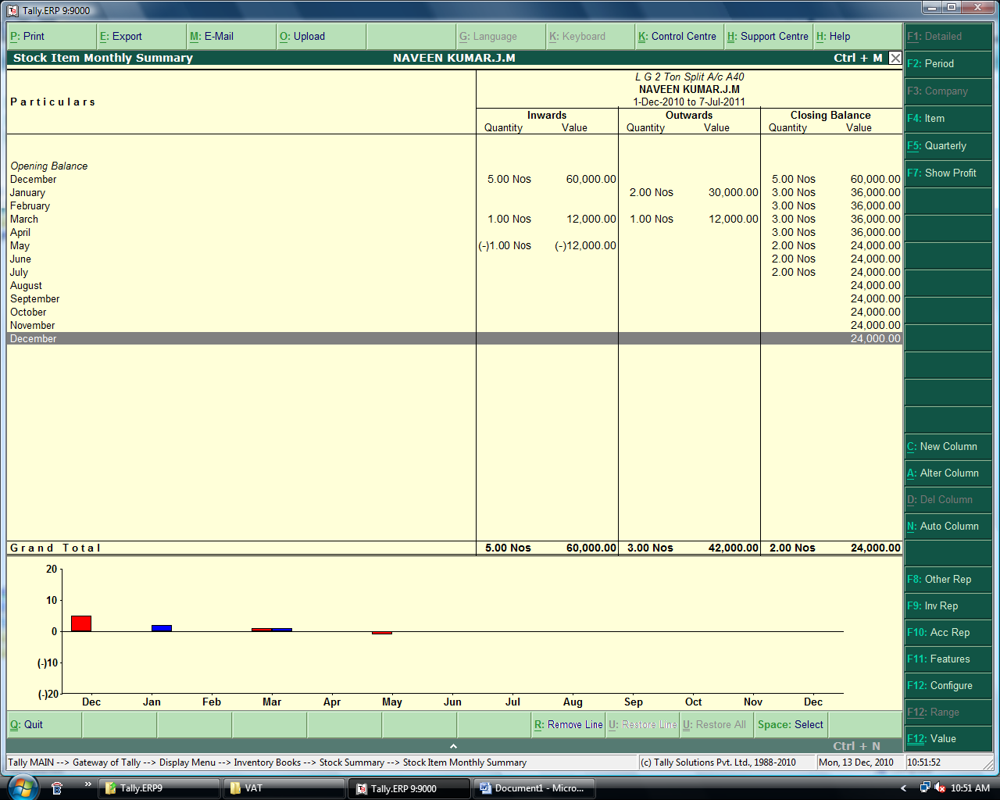 Tally.ERP 9:9000
P: Print E: Export M: E-Mail O: Upload G: Language K: Keyboard K: Control Centre H: Support Centre H: Help
Stock Item Monthly Summary NAVEEN KUMAR.J.M Ctrl + M
L G 2 Ton Split A/c A40
Particulars NAVEEN KUMAR.J.M
1-Dec-2010 to 7-Jul-2011
Inwards Outwards Closing Balance
Quantity Value Quantity Value Quantity Value
Opening Balance
December 5.00 Nos 60,000.00 5.00 Nos 60,000.00
January 2.00 Nos 30,000.00 3.00 Nos 36,000.00
February 3.00 Nos 36,000.00
March 1.00 Nos 12,000.00 1.00 Nos 12,000.00 3.00 Nos 36,000.00
April 3.00 Nos 36,000.00
May (-)1.00 Nos (-)12,000.00 2.00 Nos 24,000.00
June 2.00 Nos 24,000.00
July 2.00 Nos 24,000.00
August 24,000.00
September 24,000.00
October 24,000.00
November 24,000.00
December 24,000.00
Grand Total 5.00 Nos 60,000.00 3.00 Nos 42,000.00 2.00 Nos 24,000.00
20
10
0
(-)10
(-)20
Dec Jan Feb Mar Apr May Jun Jul Aug Sep Oct Nov Dec
Q: Quit R: Remove Line U: Restore Line U: Restore All Space: Select
Ctrl + N
F1: Detailed
F2: Period
F3: Company
F4: Item
F5: Quarterly
F7: Show Profit
C: New Column
A: Alter Column
D: Del Column
N: Auto Column
F8: Other Rep
F9: Inv Rep
F10: Acc Rep
F11: Features
F12: Configure
F12: Range
F12: Value
Tally MAIN --> Gateway of Tally --> Display Menu --> Inventory Books --> Stock Summary --> Stock Item Monthly Summary (c) Tally Solutions Pvt. Ltd., 1988-2010 Mon, 13 Dec, 2010 10:51:52
Tally.ERP9 VAT Tally.ERP 9:9000 Document1 - Micro... 10:51 AM